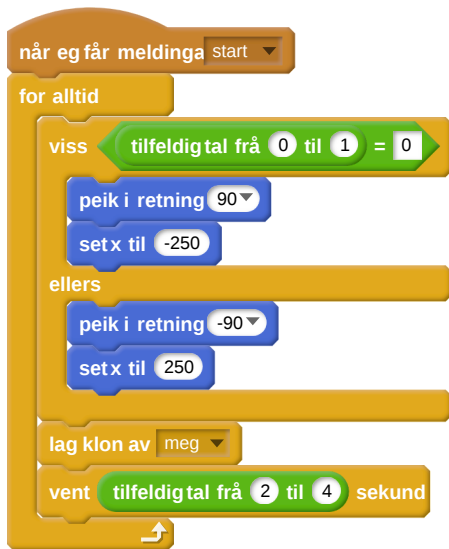 når eg får meldinga start
for alltid
viss tilfeldig tal frå 0 til 1 = 0
peik i retning 90
set x til -250
ellers
peik i retning -90
set x til 250
lag klon av meg
vent tilfeldig tal frå 2 til 4 sekund